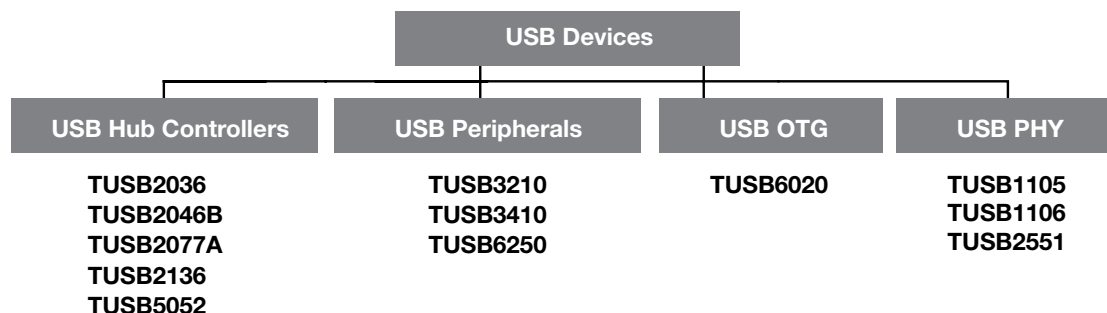 USB Devices
USB Hub Controllers
TUSB2036
TUSB2046B
TUSB2077A
TUSB2136
TUSB5052
USB Peripherals
TUSB3210
TUSB3410
TUSB6250
USB OTG
TUSB6020
USB PHY
TUSB1105
TUSB1106
TUSB2551